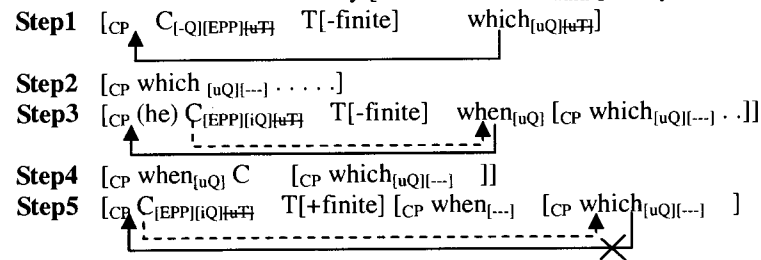 Step1 [CP C[-Q][EPP][uT] T[-finite] which[uQ][uT]]
Step2 [CP which [uQ][---] . . . . .]
Step3 [CP (he) C[EPP][iQ][uT] T[-finite] when[uQ} [CP which[uQ][---] . .]]
Step4 [CP when[uQ} C [CP which[uQ][---] ]]
Step5 [CP C[EPP][iQ][uT] T[+finite] [CP when[---] [CP which[uQ][---] ]